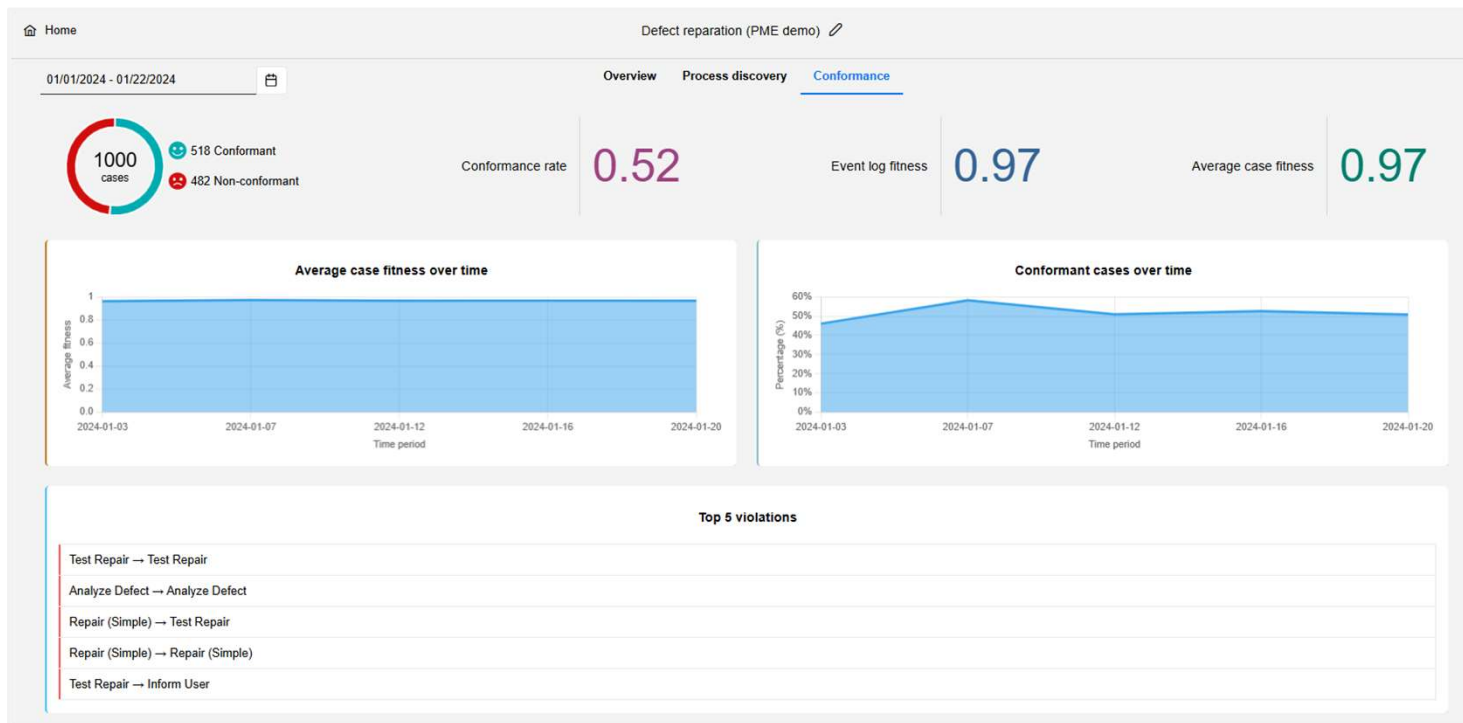 Home
Defect reparation (PME demo)
01/01/2024 - 01/22/2024
Overview Process discovery Conformance
1000
cases
518 Conformant
482 Non-conformant
Conformance rate 0.52
Event log fitness 0.97
Average case fitness 0.97
Average case fitness over time
Average fitness
1
0.8
0.6
0.4
0.2
0.0
2024-01-03 2024-01-07 2024-01-12 2024-01-16 2024-01-20
Time period
Conformant cases over time
Percentage (%)
60%
50%
40%
30%
20%
10%
0%
2024-01-03 2024-01-07 2024-01-12 2024-01-16 2024-01-20
Time period
Top 5 violations
Test Repair → Test Repair
Analyze Defect → Analyze Defect
Repair (Simple) → Test Repair
Repair (Simple) → Repair (Simple)
Test Repair → Inform User